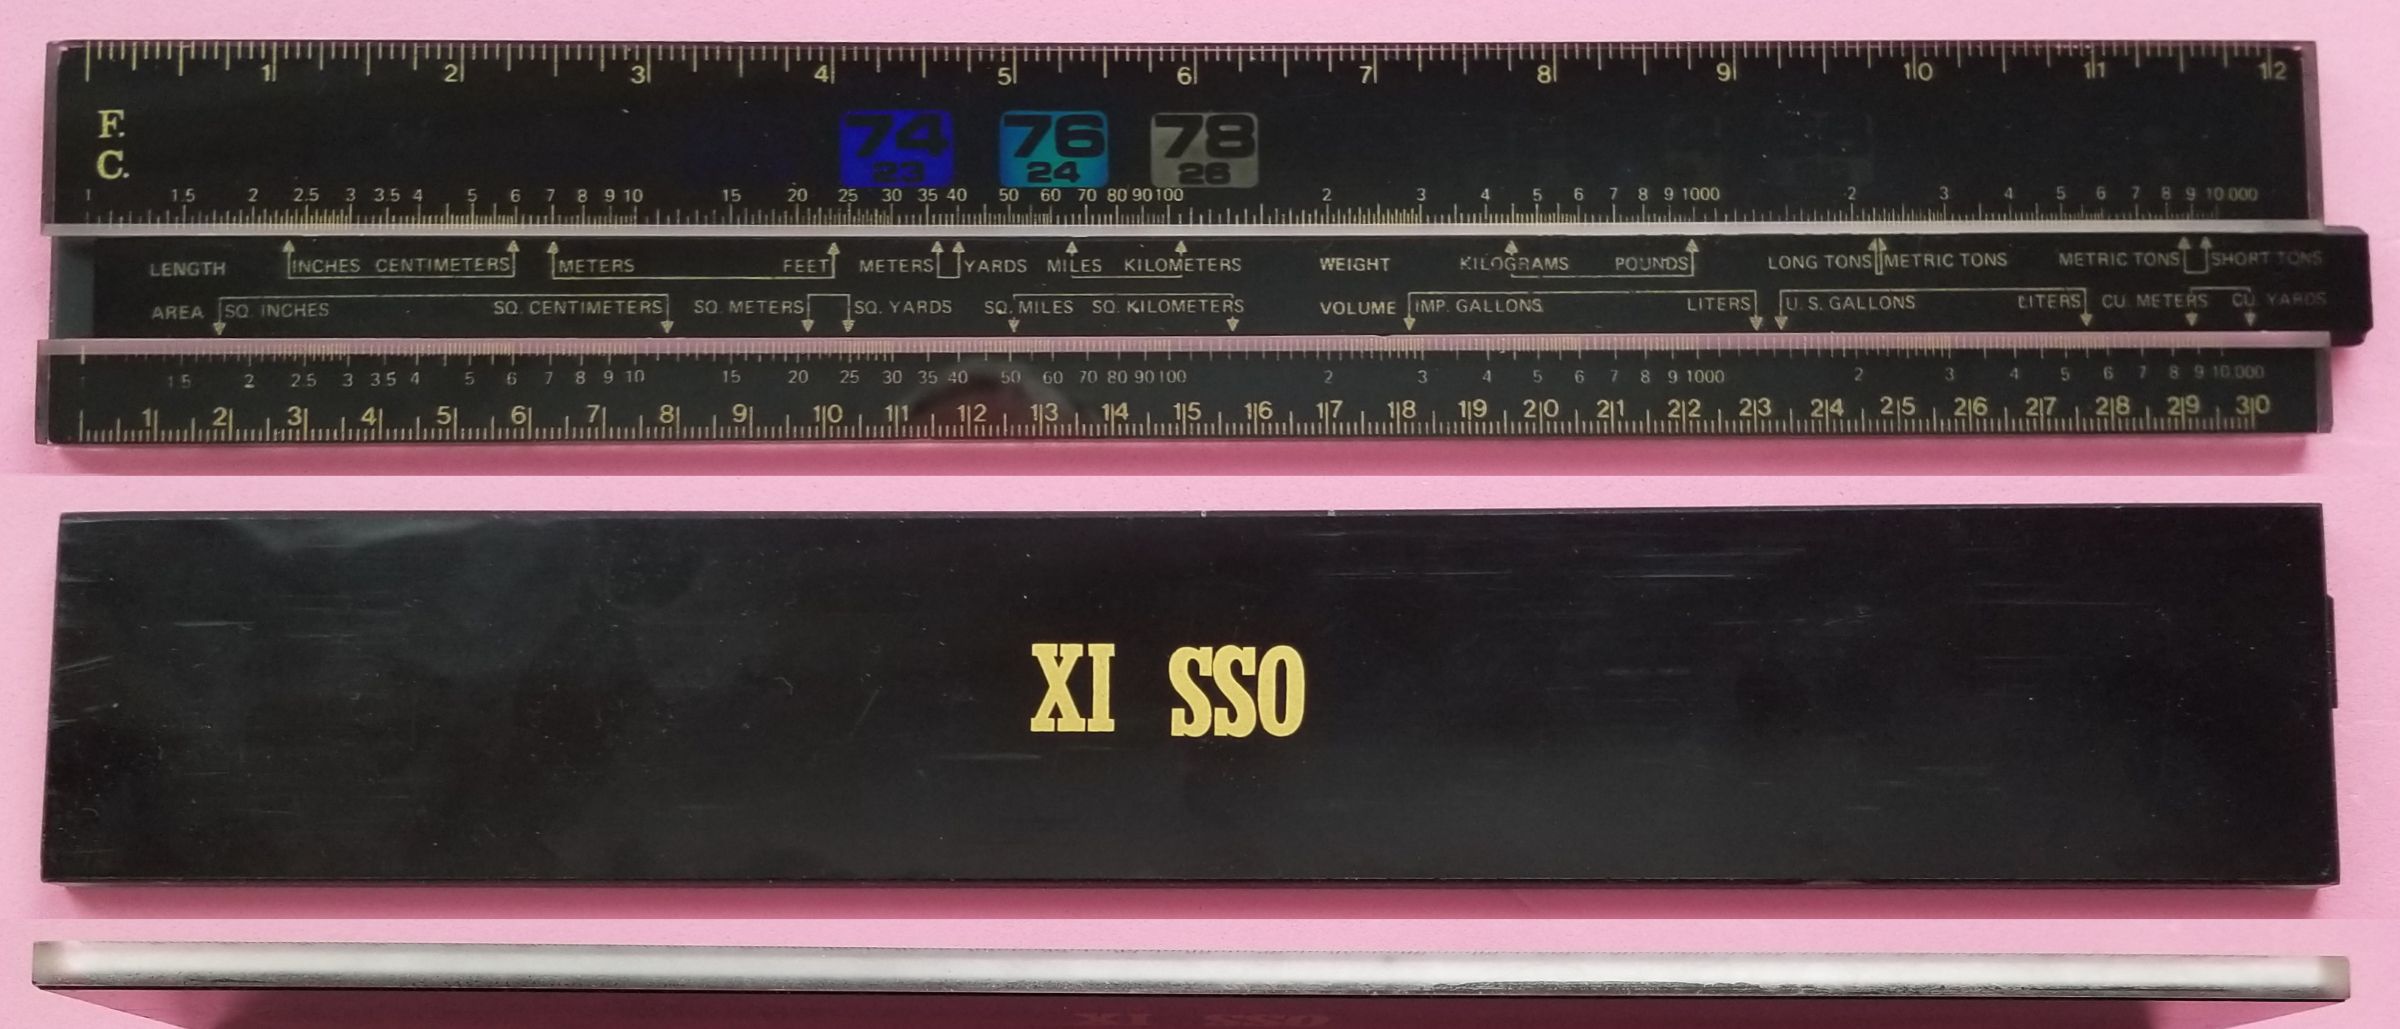 1 2 3 4 5 6 7 8 9 10 11 12
F.
C.
74 76 78
23 24 26
1 1.5 2 2.5 3 3.5 4 5 6 7 8 9 10 15 20 25 30 35 40 50 60 70 80 90 100 2 3 4 5 6 7 8 9 1000 2 3 4 5 6 7 8 9 10 000
LENGTH INCHES CENTIMETERS METERS FEET METERS YARDS MILES KILOMETERS WEIGHT KILOGRAMS POUNDS LONG TONS METRIC TONS METRIC TONS SHORT TONS
AREA SQ. INCHES SQ. CENTIMETERS SQ. METERS SQ. YARDS SQ. MILES SQ. KILOMETERS VOLUME IMP. GALLONS LITERS U. S. GALLONS LITERS CU. METERS CU. YARDS
1 1.5 2 2.5 3 3.5 4 5 6 7 8 9 10 15 20 25 30 35 40 50 60 70 80 90 100 2 3 4 5 6 7 8 9 1000 2 3 4 5 6 7 8 9 10.000
1 2 3 4 5 6 7 8 9 10 11 12 13 14 15 16 17 18 19 20 21 22 23 24 25 26 27 28 29 30
XI SSO
XI SSO